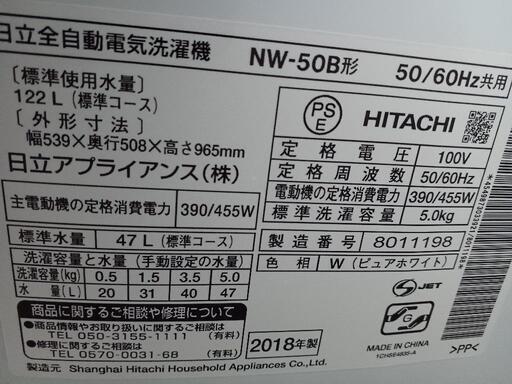 日立全自動電気洗濯機 NW-50B形 50/60Hz共用
〔標準使用水量〕
122L(標準コース)
〔外形寸法〕
幅539×奥行508×高さ965mm
日立アプライアンス(株)
主電動機の定格消費電力 390/455W
標準水量 47L(標準コース)
洗濯容量と水量(手動設定の水量)
洗濯容量(kg) 0.5 1.5 3.5 5.0
水量(L) 20 31 40 47
商品に関するご相談や修理について
商品情報やお取り扱いに関するご相談
TEL 050-3155-1111 (有料)
修理に関するご相談
TEL 0570-0031-68 (有料)
2018年製
製造元 Shanghai Hitachi Household Appliances Co.,Ltd.
PS
E
HITACHI
定格電圧 100V
定格周波数 50/60Hz
電動機の定格消費電力 390/455W
標準洗濯容量 5.0kg
製造番号 8011198
色相 W(ピュアホワイト)
S JET
G
MADE IN CHINA
>PP<